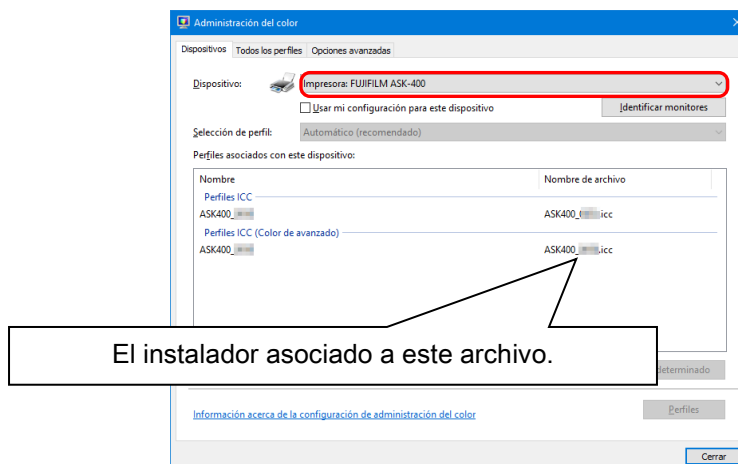 Administración del color
Dispositivos Todos los perfiles Opciones avanzadas
Dispositivo: Impresora: FUJIFILM ASK-400
Usar mi configuración para este dispositivo Identificar monitores
Selección de perfil: Automático (recomendado)
Perfiles asociados con este dispositivo:
Nombre Nombre de archivo
Perfiles ICC
ASK400_ ASK400_ icc
Perfiles ICC (Color de avanzado)
ASK400_ ASK400_ .icc
El instalador asociado a este archivo.
determinado
Información acerca de la configuración de administración del color Perfiles
Cerrar